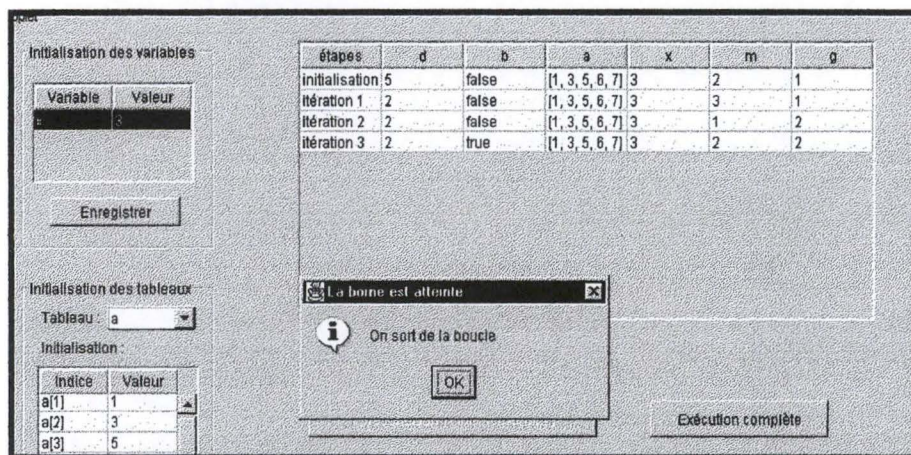 Initialisation des variables
Variable Valeur
3
Enregistrer
étapes d b a x m g
initialisation 5 false [1, 3, 5, 6, 7] 3 2 1
itération 1 2 false [1, 3, 5, 6, 7] 3 3 1
itération 2 2 false [1, 3, 5, 6, 7] 3 1 2
itération 3 2 true [1, 3, 5, 6, 7] 3 2 2
Initialisation des tableaux
Tableau : a
Initialisation :
Indice Valeur
a[1] 1
a[2] 3
a[3] 5
La borne est atteinte
On sort de la boucle
OK
Exécution complète